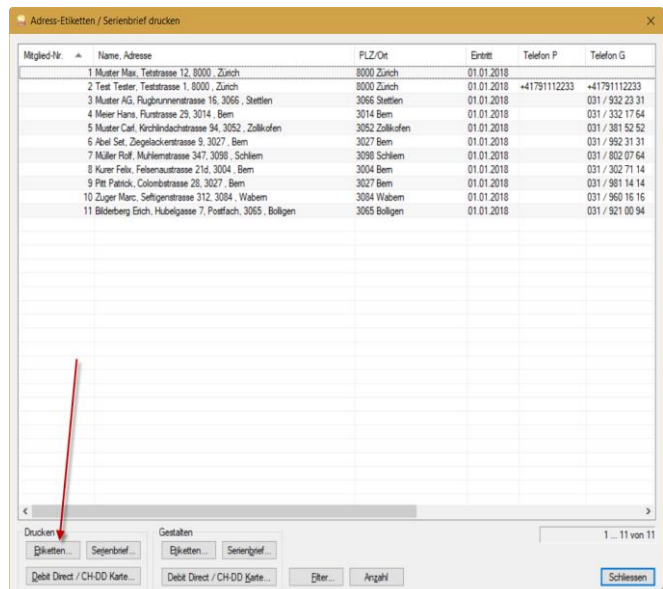 Adress-Etiketten / Serienbrief drucken
Mitglied-Nr. Name, Adresse PLZ/Ort Eintritt Telefon P Telefon G
1 Muster Max, Tetstrasse 12, 8000 , Zürich 8000 Zürich 01.01.2018
2 Test Tester, Teststrasse 1, 8000 , Zürich 8000 Zürich 01.01.2018 +41791112233 +41791112233
3 Muster AG, Flugbrunnenstrasse 16, 3066 , Stettlen 3066 Stettlen 01.01.2018 031 / 932 23 31
4 Meier Hans, Flurstrasse 29, 3014 , Bern 3014 Bern 01.01.2018 031 / 332 17 64
5 Muster Carl, Kirchlindachstrasse 94, 3052 , Zollikofen 3052 Zollikofen 01.01.2018 031 / 381 52 52
6 Abel Set, Ziegelackerstrasse 9, 3027 , Bern 3027 Bern 01.01.2018 031 / 992 31 31
7 Müller Rolf, Muhlernstrasse 347, 3098 , Schliern 3098 Schliern 01.01.2018 031 / 802 07 64
8 Kurer Felix, Felsenaustrasse 21d, 3004 , Bern 3004 Bern 01.01.2018 031 / 302 71 14
9 Pitt Patrick, Colombstrasse 28, 3027 , Bern 3027 Bern 01.01.2018 031 / 981 14 14
10 Zuger Marc, Seftigenstrasse 312, 3084 , Wabern 3084 Wabern 01.01.2018 031 / 960 16 16
11 Bilderberg Erich, Hubelgasse 7, Postfach, 3065 , Bolligen 3065 Bolligen 01.01.2018 031 / 921 00 94
Drucken Gestalten 1 ... 11 von 11
Etiketten... Serienbrief... Etiketten... Serienbrief...
Debit Direct / CH-DD Karte... Debit Direct / CH-DD Karte... Filter... Anzahl Schliessen